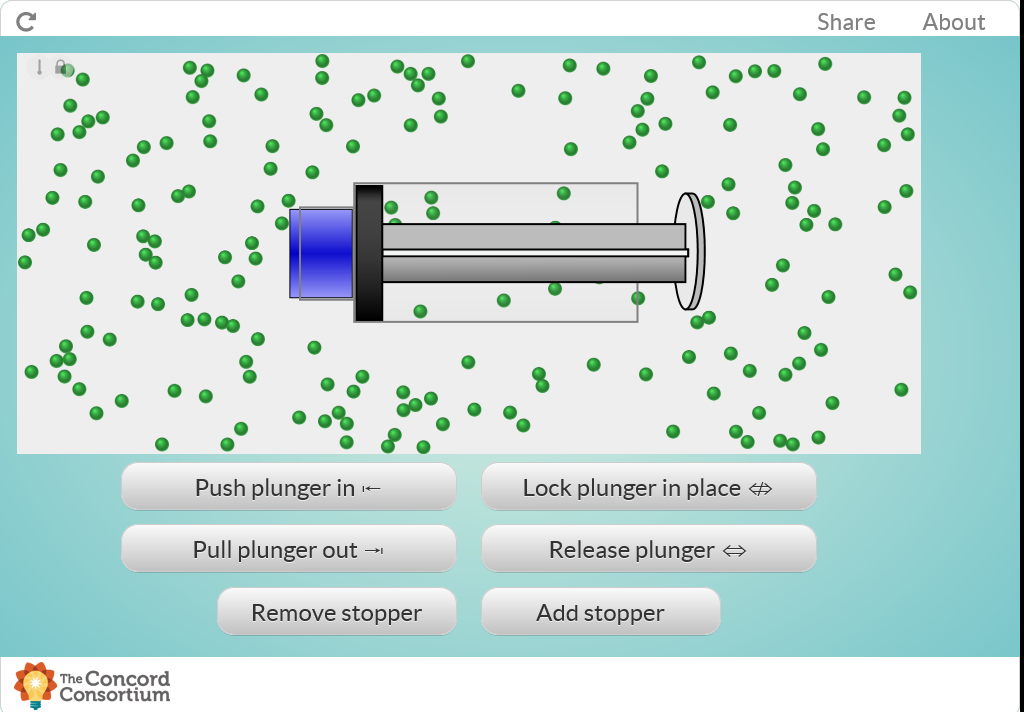 Share About
Push plunger in ⤆
Lock plunger in place ⇎
Pull plunger out ⇥
Release plunger ⇔
Remove stopper
Add stopper
The Concord
Consortium